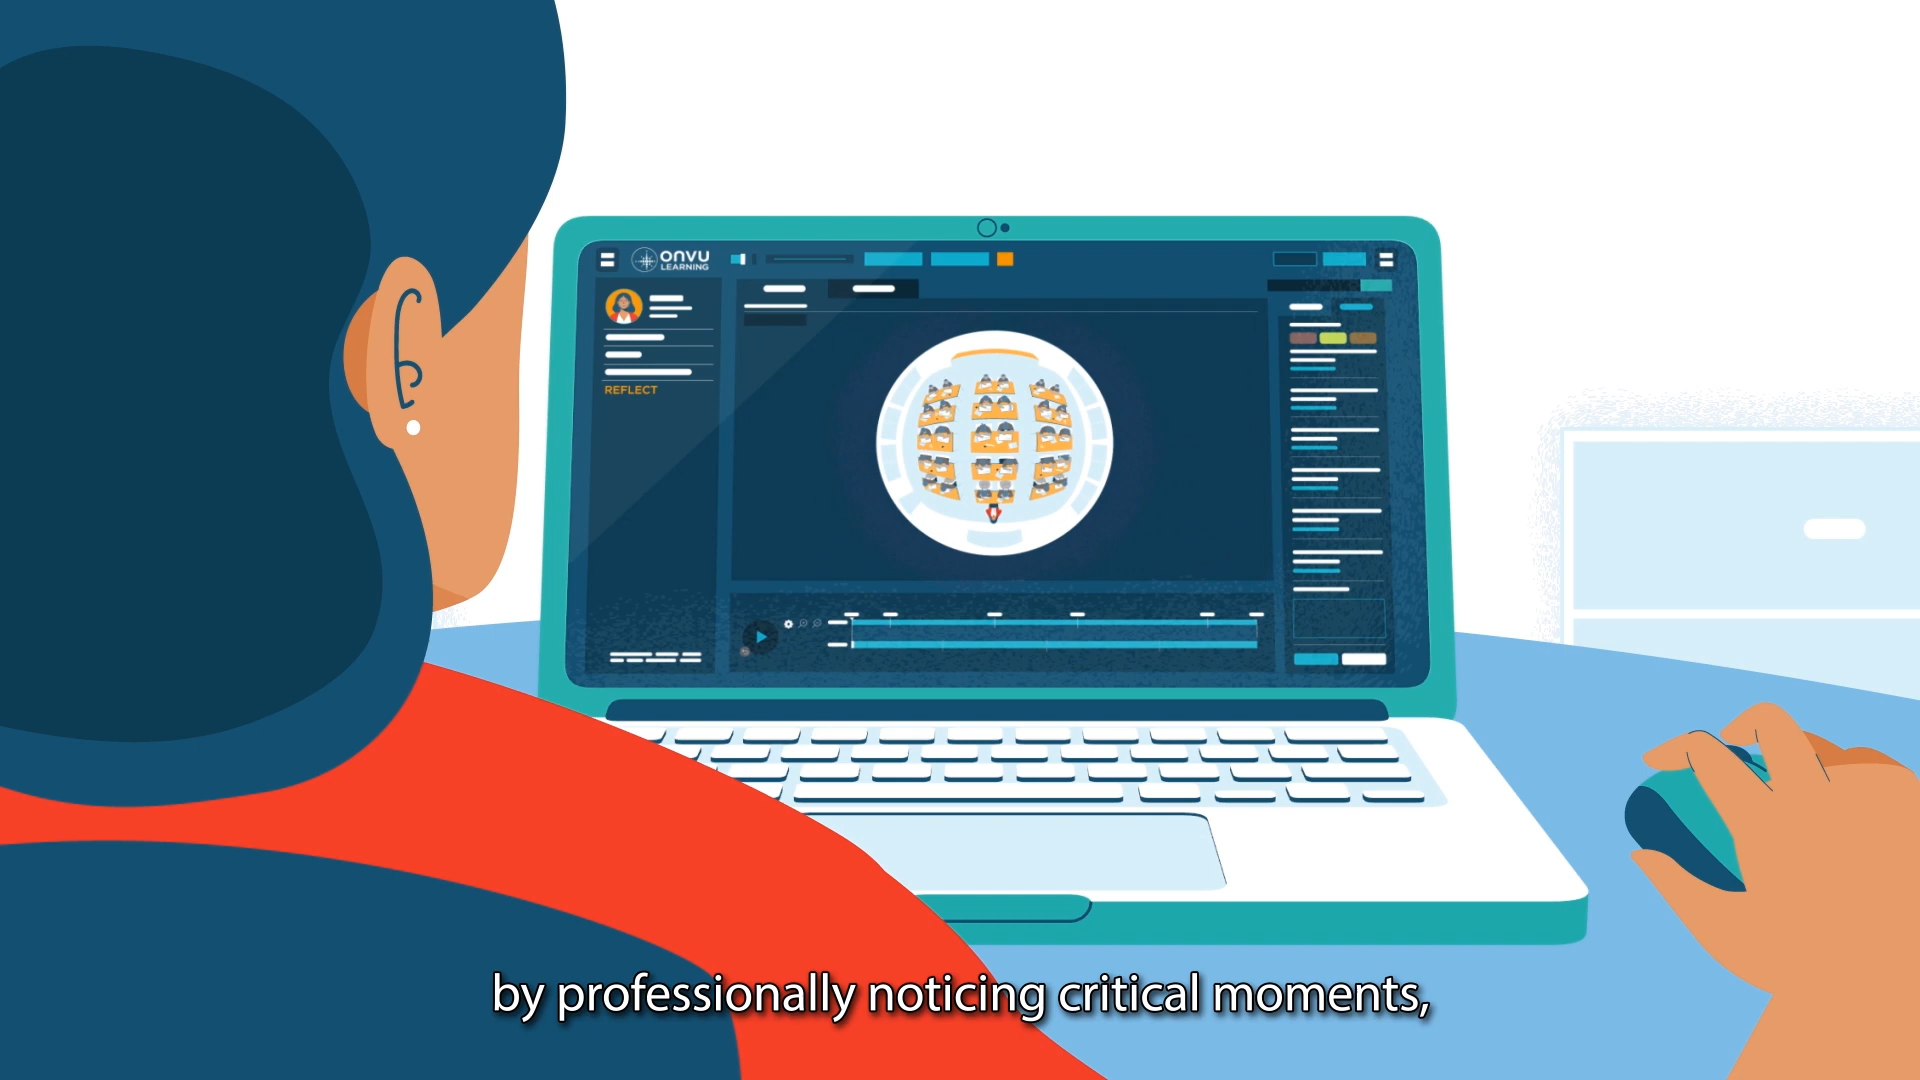 ONVU
LEARNING
REFLECT
by professionally noticing critical moments,